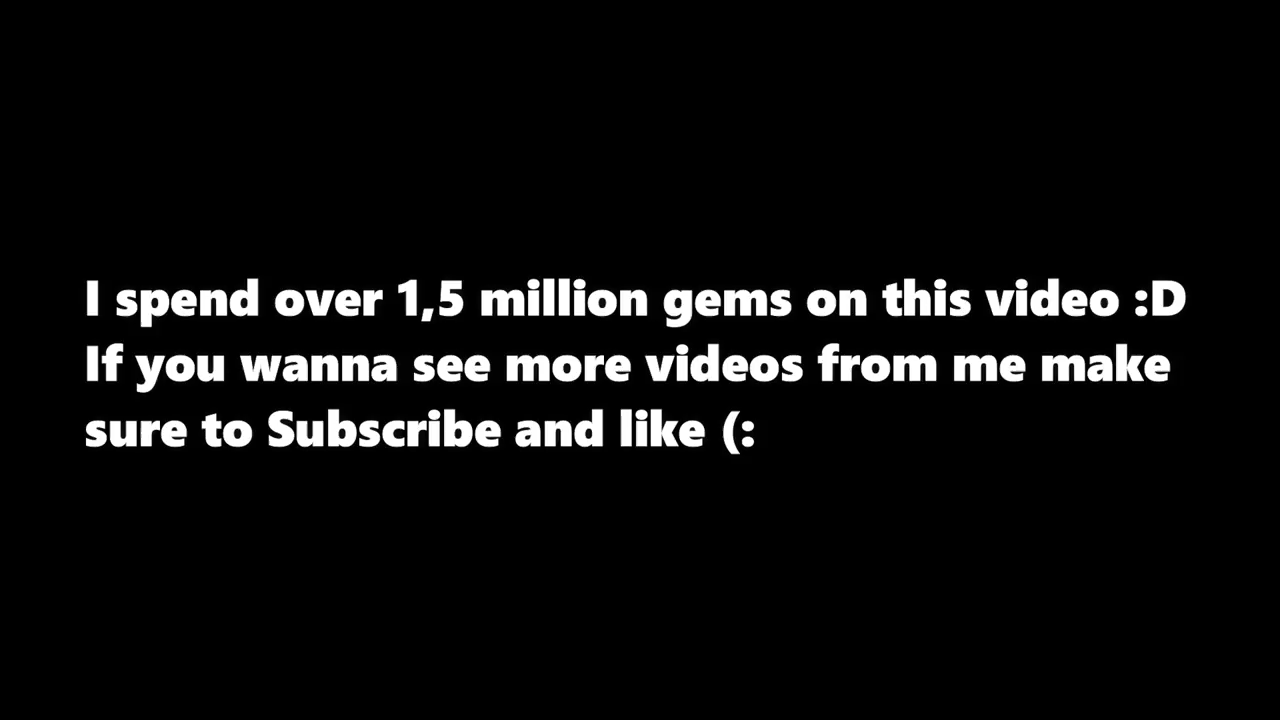 I spend over 1,5 million gems on this video :D
If you wanna see more videos from me make
sure to Subscribe and like (: